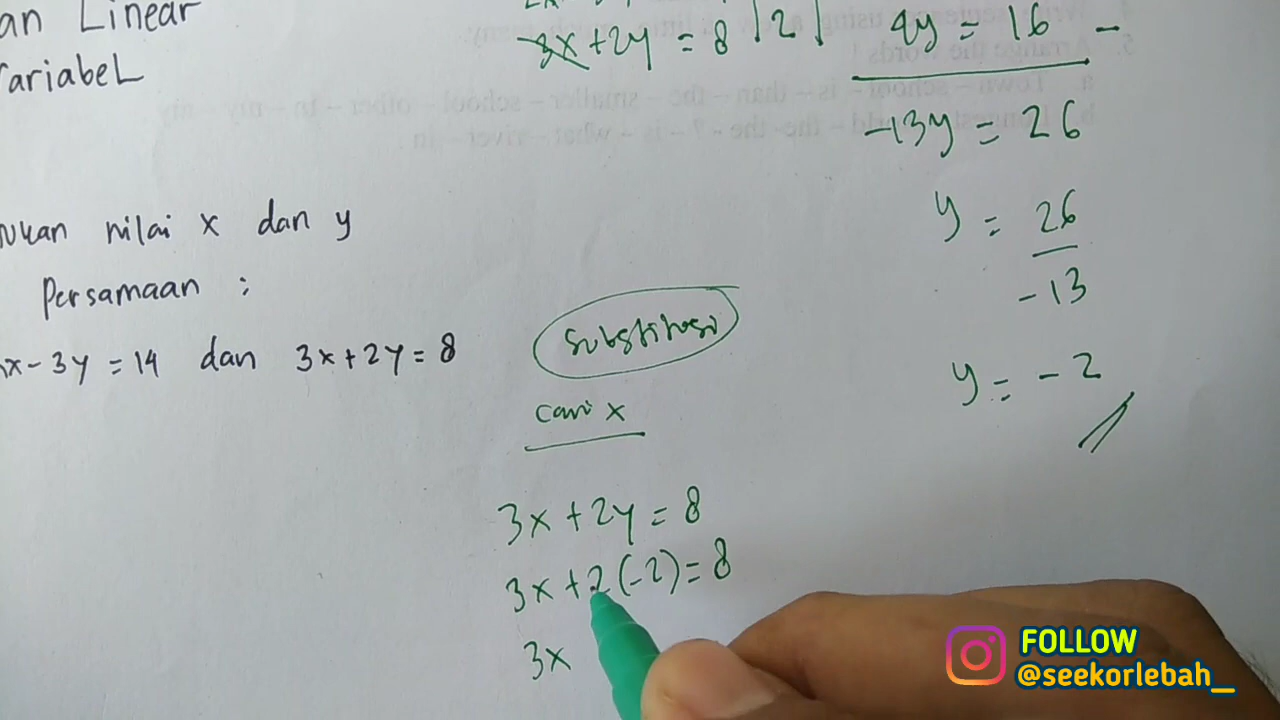 an Linear
ariabel
3x + 2y = 8 | 2 | 4y = 16 -
-13y = 26
y = 26
-13
y = -2
ukan nilai x dan y
Persamaan :
x - 3y = 14 dan 3x + 2y = 8
Substitusi
cari x
3x + 2y = 8
3x + 2 (-2) = 8
3x
FOLLOW
@seekorlebah_